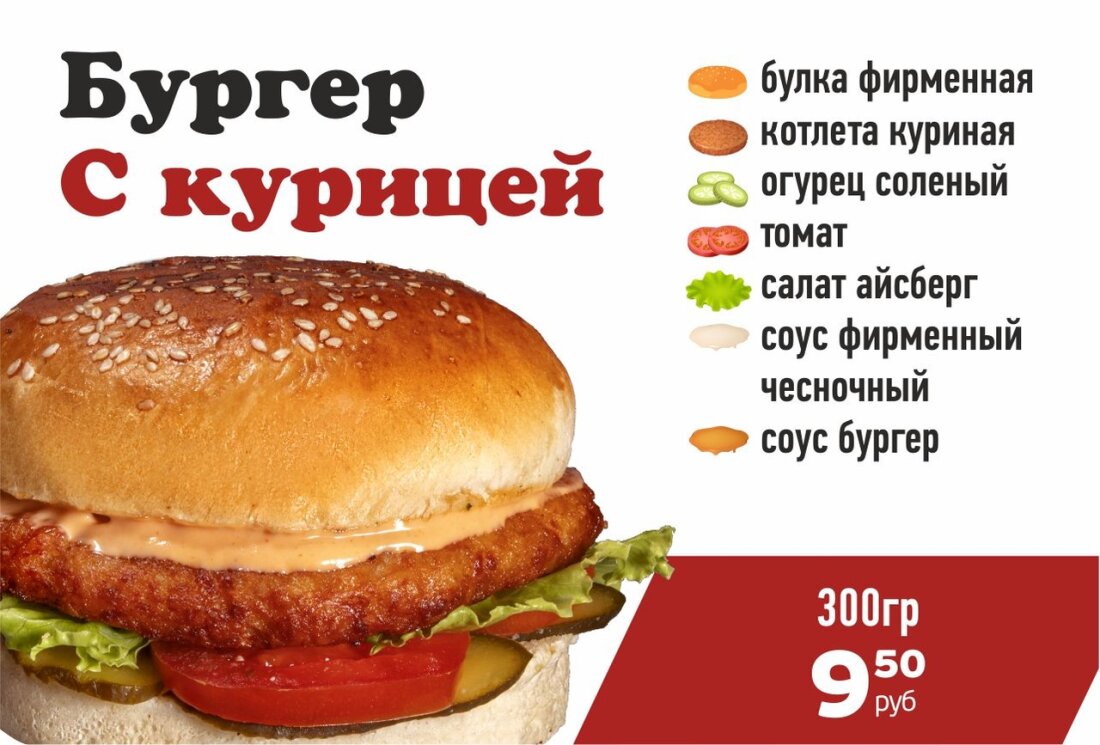 Бургер
С курицей
булка фирменная
котлета куриная
огурец соленый
томат
салат айсберг
соус фирменный
чесночный
соус бургер
300гр
9 50
руб